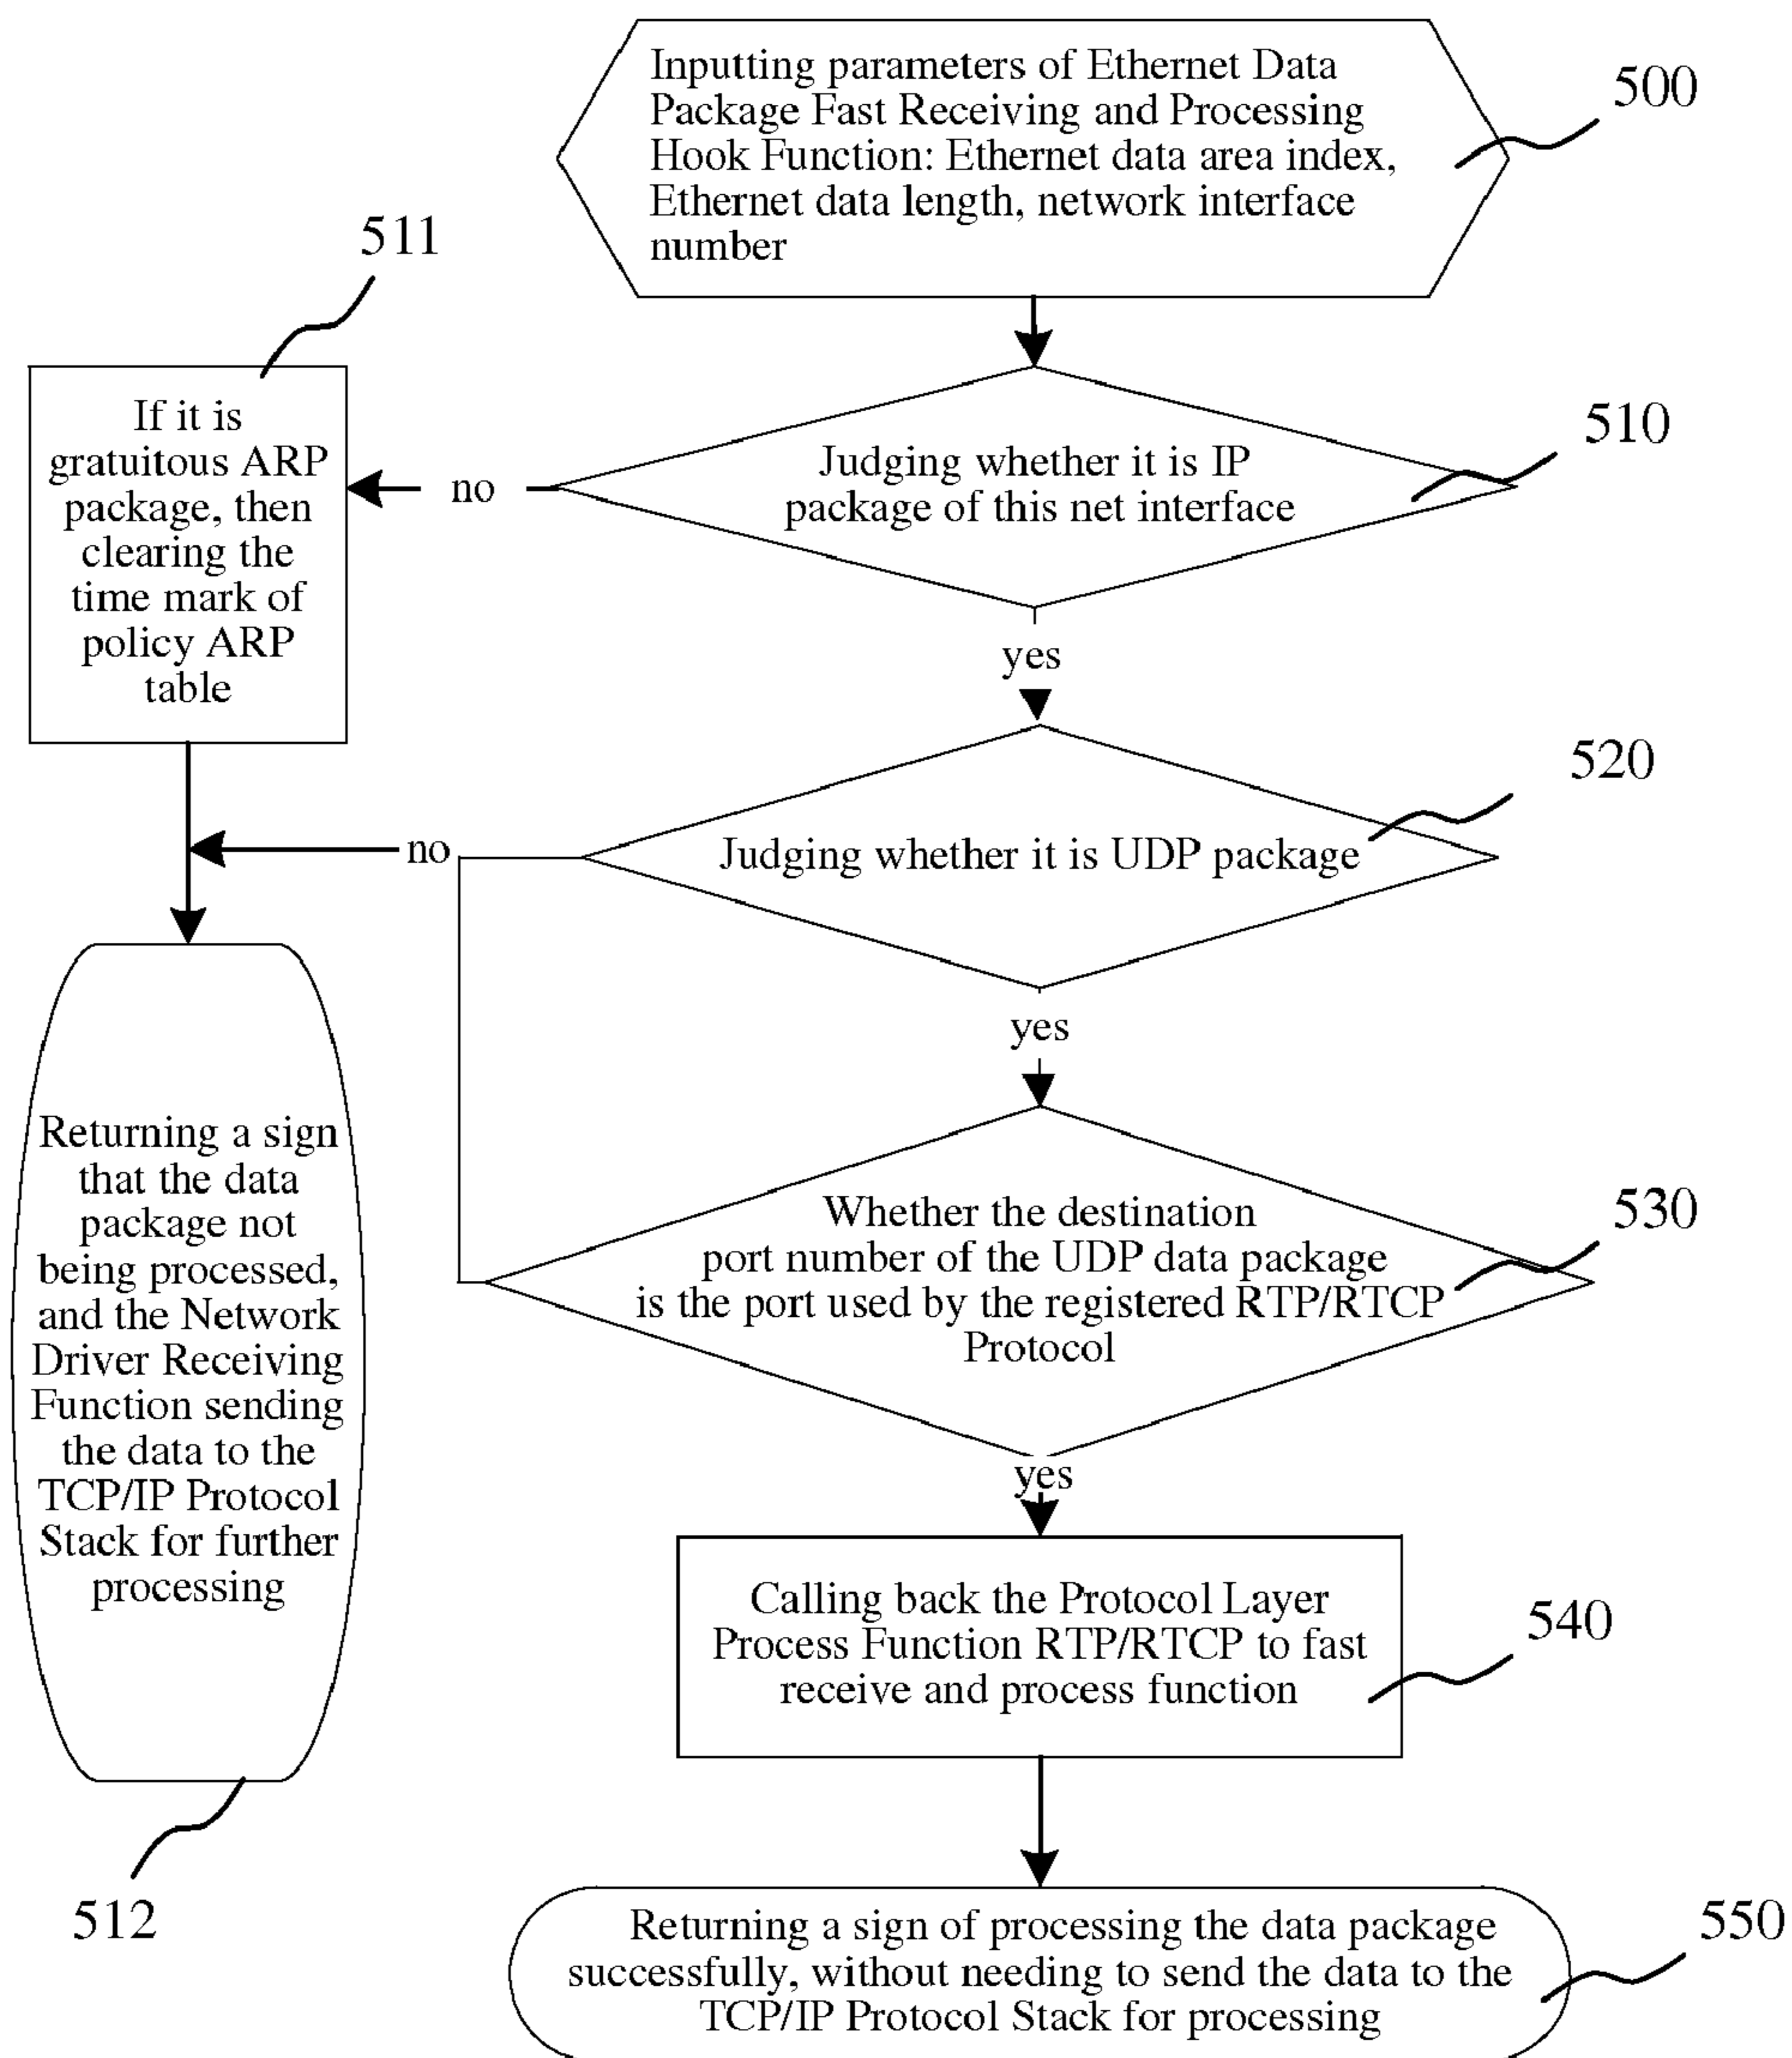 Inputting parameters of Ethernet Data
Package Fast Receiving and Processing
Hook Function: Ethernet data area index,
Ethernet data length, network interface
number
500
511
If it is
gratuitous ARP
package, then
clearing the
time mark of
policy ARP
table
no
Judging whether it is IP
package of this net interface
510
yes
520
no
Judging whether it is UDP package
yes
Returning a sign
that the data
package not
being processed,
and the Network
Driver Receiving
Function sending
the data to the
TCP/IP Protocol
Stack for further
processing
512
Whether the destination
port number of the UDP data package
is the port used by the registered RTP/RTCP
Protocol
530
yes
Calling back the Protocol Layer
Process Function RTP/RTCP to fast
receive and process function
540
Returning a sign of processing the data package
successfully, without needing to send the data to the
TCP/IP Protocol Stack for processing
550